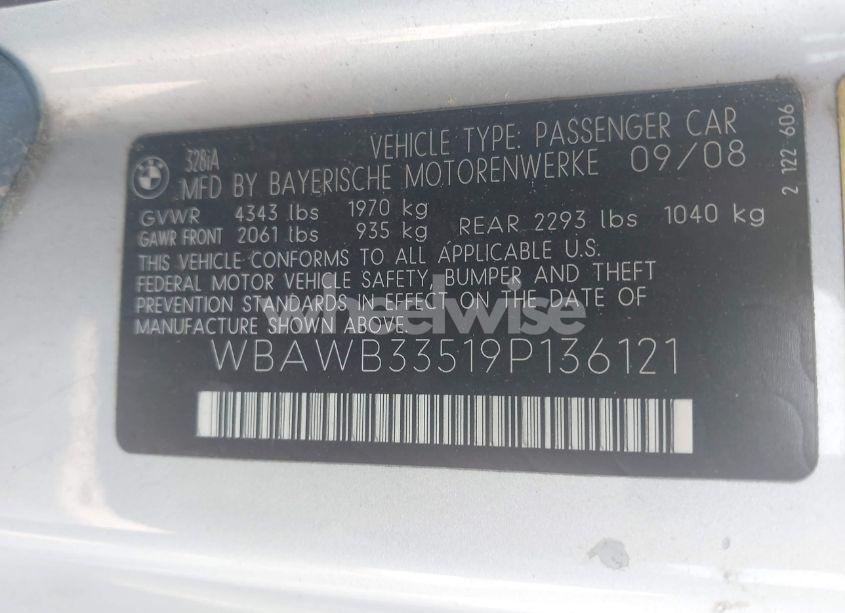 328iA VEHICLE TYPE: PASSENGER CAR
MFD BY BAYERISCHE MOTORENWERKE 09/08
GVWR 4343 lbs 1970 kg
GAWR FRONT 2061 lbs 935 kg REAR 2293 lbs 1040 kg
THIS VEHICLE CONFORMS TO ALL APPLICABLE U.S.
FEDERAL MOTOR VEHICLE SAFETY, BUMPER AND THEFT
PREVENTION STANDARDS IN EFFECT ON THE DATE OF
MANUFACTURE SHOWN ABOVE.
WBAWB33519P136121
2 122 606
wheelwise